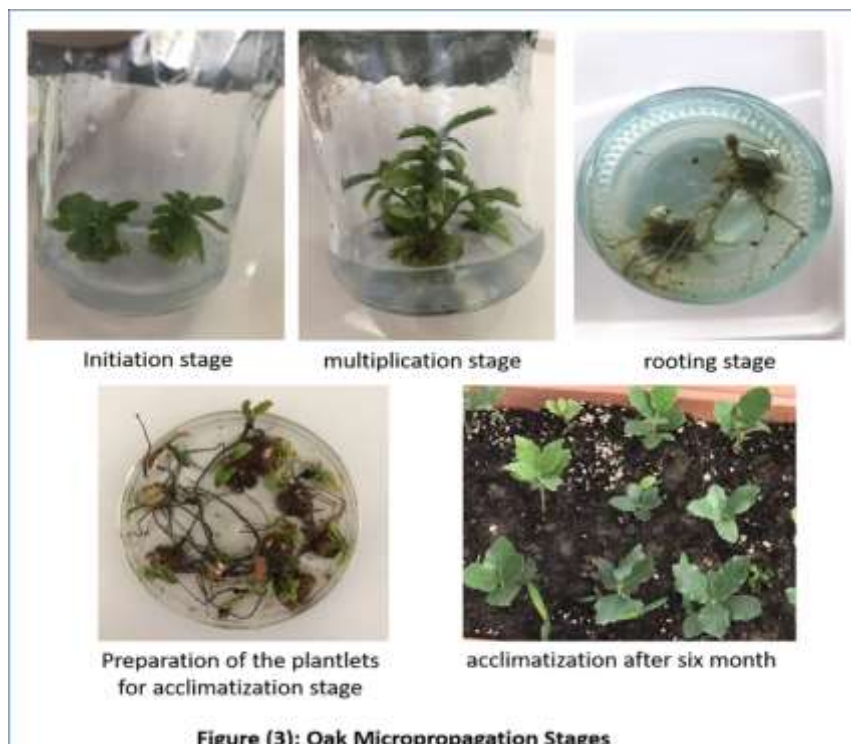 Initiation stage
multiplication stage
rooting stage
Preparation of the plantlets
for acclimatization stage
acclimatization after six month
Figure (3): Oak Micropropagation Stages